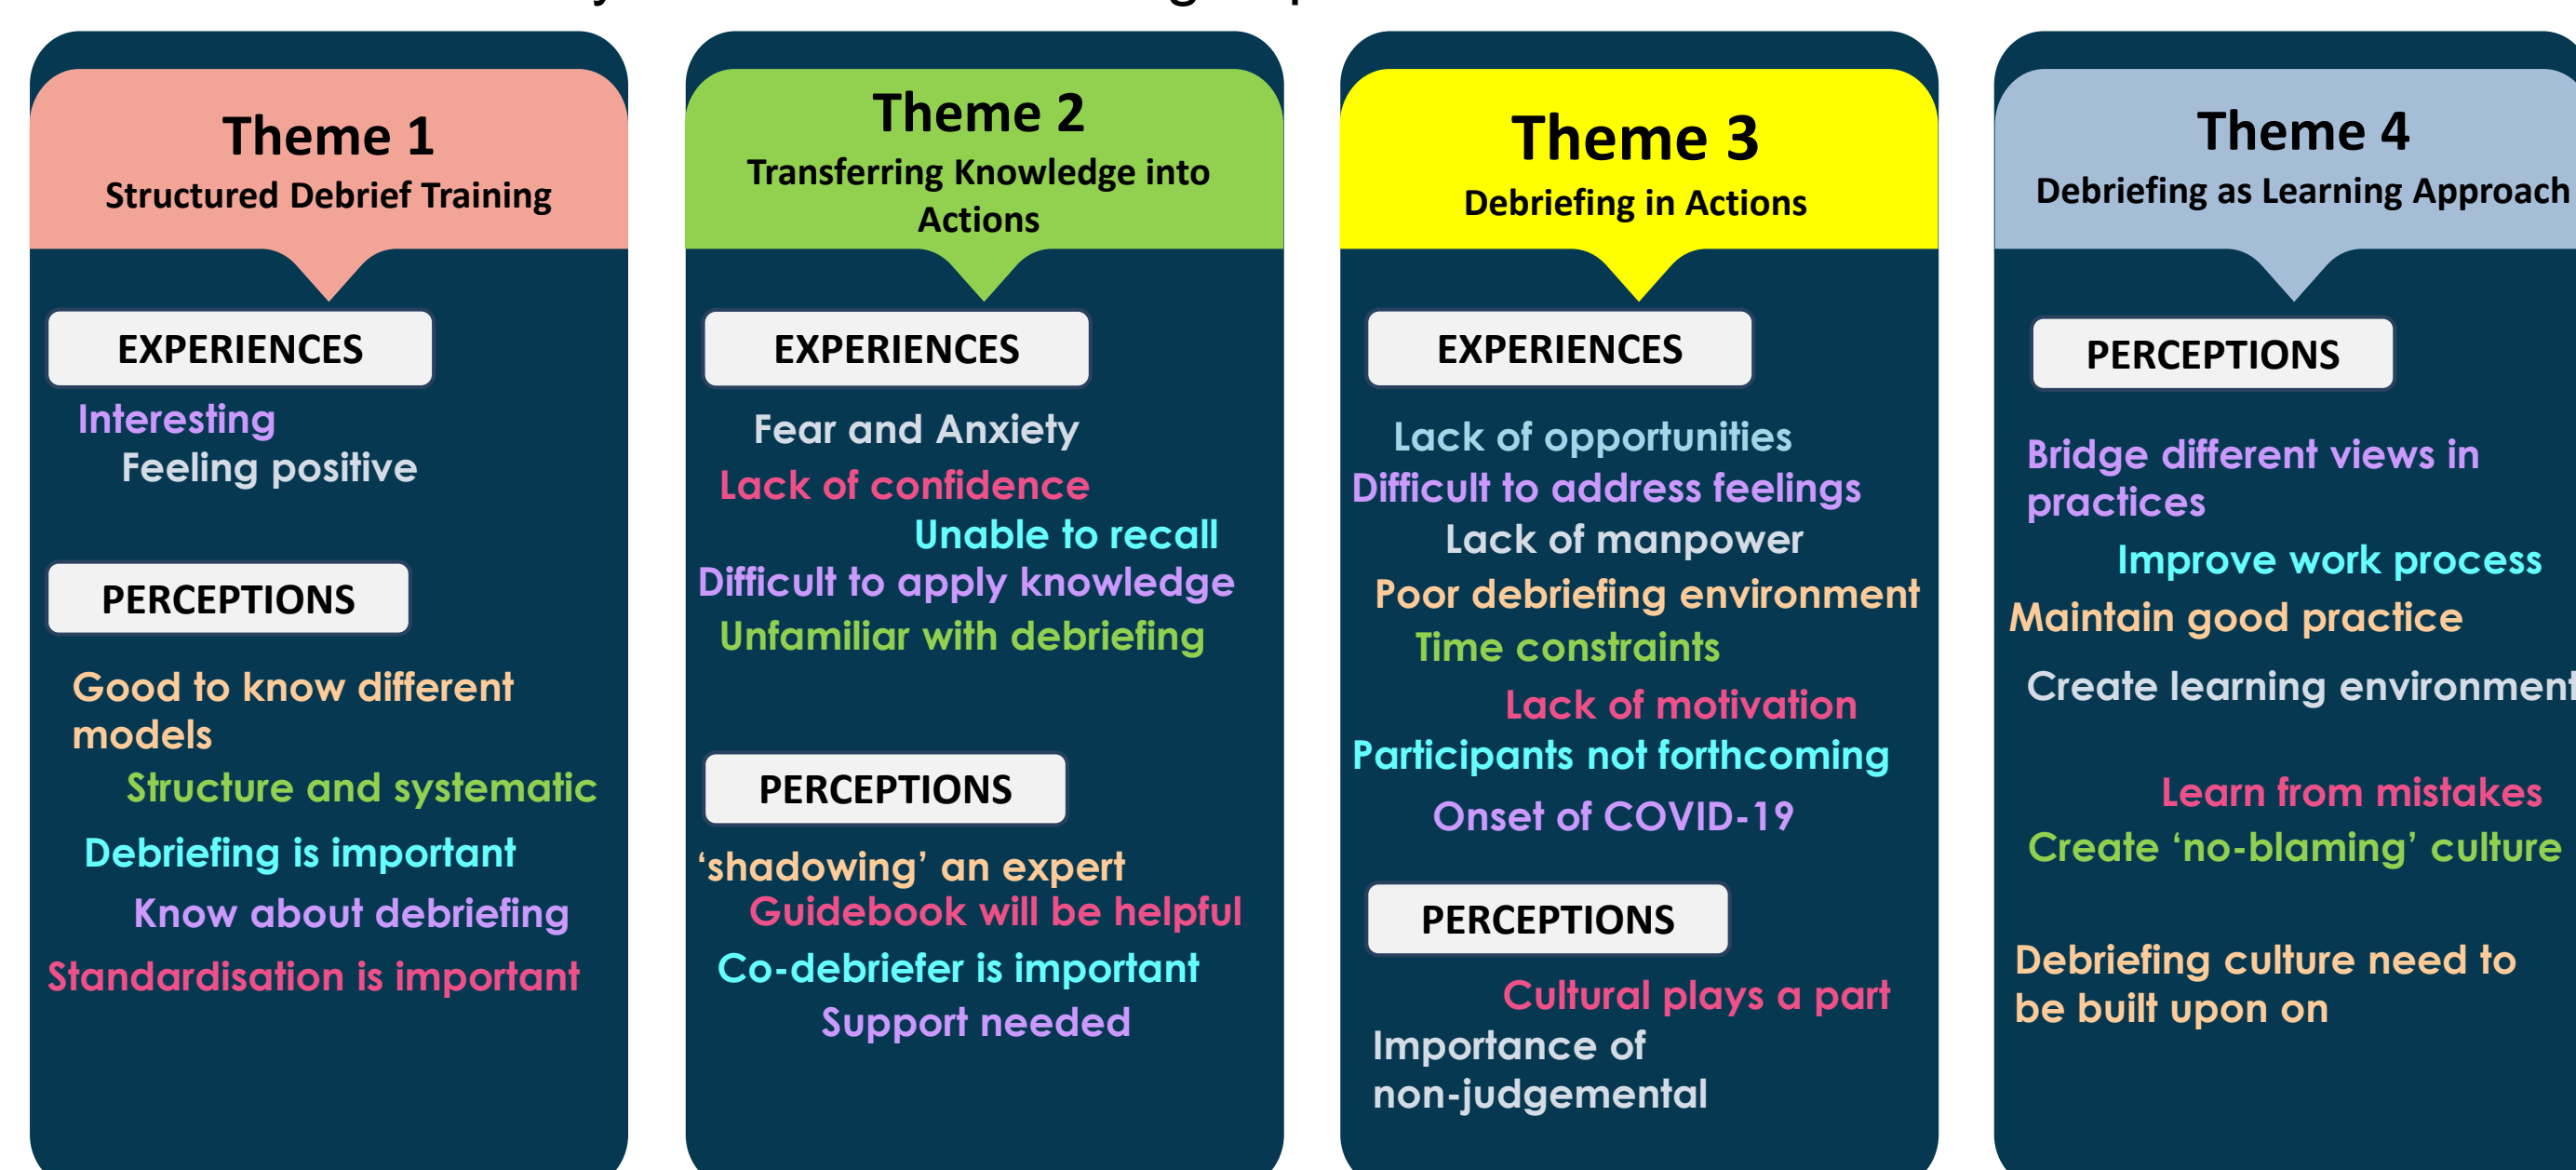 Theme 1
Structured Debrief Training
EXPERIENCES
Interesting
Feeling positive
PERCEPTIONS
Good to know different
models
Structure and systematic
Debriefing is important
Know about debriefing
Standardisation is important
Theme 2
Transferring Knowledge into
Actions
EXPERIENCES
Fear and Anxiety
Lack of confidence
Unable to recall
Difficult to apply knowledge
Unfamiliar with debriefing
PERCEPTIONS
‘shadowing’ an expert
Guidebook will be helpful
Co-debriefer is important
Support needed
Theme 3
Debriefing in Actions
EXPERIENCES
Lack of opportunities
Difficult to address feelings
Lack of manpower
Poor debriefing environment
Time constraints
Lack of motivation
Participants not forthcoming
Onset of COVID-19
PERCEPTIONS
Cultural plays a part
Importance of
non-judgemental
Theme 4
Debriefing as Learning Approach
PERCEPTIONS
Bridge different views in
practices
Improve work process
Maintain good practice
Create learning environment
Learn from mistakes
Create ‘no-blaming’ culture
Debriefing culture need to
be built upon on